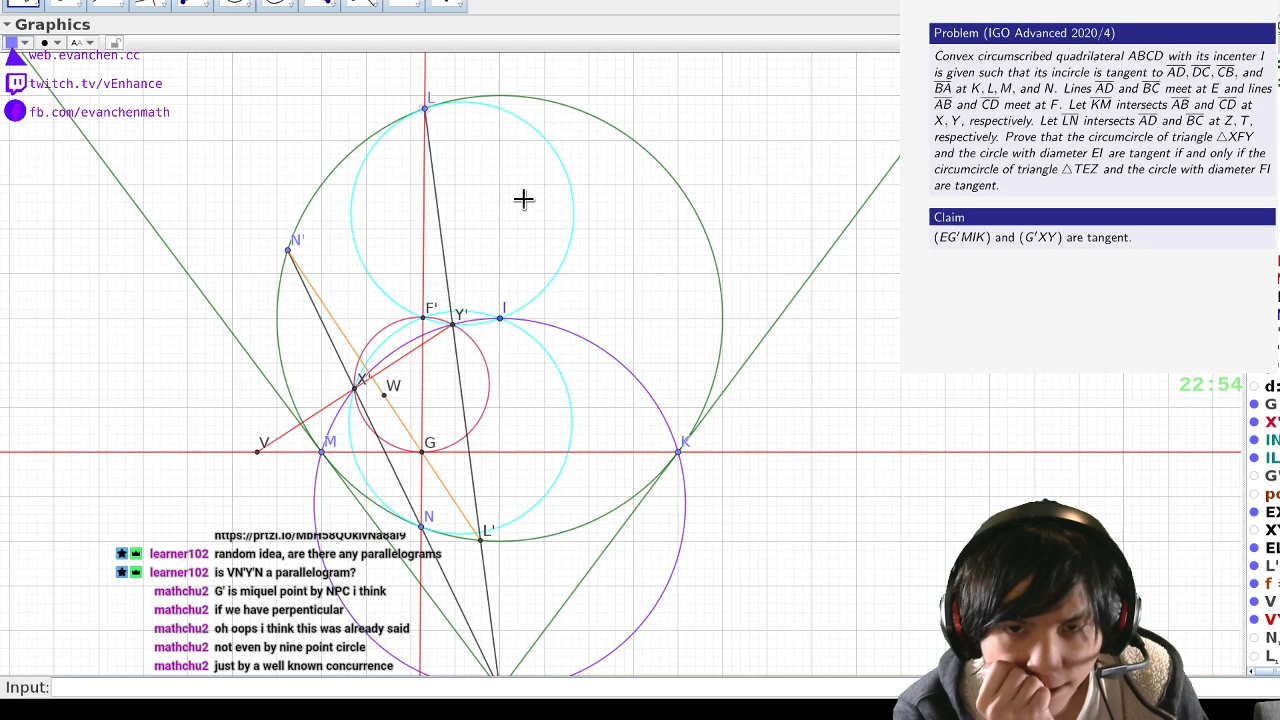 Graphics
web.evanchen.cc
twitch.tv/vEnhance
fb.com/evanchenmath
Problem (IGO Advanced 2020/4)
Convex circumscribed quadrilateral ABCD with its incenter I
is given such that its incircle is tangent to AD, DC, CB, and
BA at K, L, M, and N. Lines AD and BC meet at E and lines
AB and CD meet at F. Let KM intersects AB and CD at
X, Y, respectively. Let LN intersects AD and BC at Z, T,
respectively. Prove that the circumcircle of triangle △XFY
and the circle with diameter EI are tangent if and only if the
circumcircle of triangle △TEZ and the circle with diameter FI
are tangent.
Claim
(EG′MIK) and (G′XY) are tangent.
L
N'
F'
Y'
I
X'
W
V
M
G
K
N
L'
22:54
d:
G
X'
IN
IL
G'
po
EX
XY
EL
L'
f =
V
VY
N,
L,
learner102 random idea, are there any parallelograms
learner102 is VN'Y'N a parallelogram?
mathchu2 G' is miquel point by NPC i think
mathchu2 if we have perpenticular
mathchu2 oh oops i think this was already said
mathchu2 not even by nine point circle
mathchu2 just by a well known concurrence
Input: